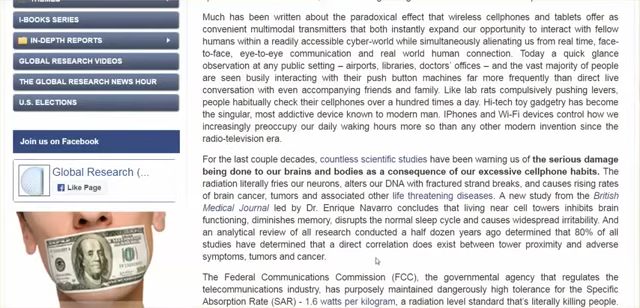 THEMES
I-BOOKS SERIES
IN-DEPTH REPORTS
GLOBAL RESEARCH VIDEOS
THE GLOBAL RESEARCH NEWS HOUR
U.S. ELECTIONS
Join us on Facebook
Global Research (...
Like Page
Much has been written about the paradoxical effect that wireless cellphones and tablets offer as
convenient multimodal transmitters that both instantly expand our opportunity to interact with fellow
humans within a readily accessible cyber-world while simultaneously alienating us from real time, face-
to-face, eye-to-eye communication and real world human connection. Today a quick glance
observation at any public setting – airports, libraries, doctors' offices – and the vast majority of people
are seen busily interacting with their push button machines far more frequently than direct live
conversation with even accompanying friends and family. Like lab rats compulsively pushing levers,
people habitually check their cellphones over a hundred times a day. Hi-tech toy gadgetry has become
the singular, most addictive device known to modern man. IPhones and Wi-Fi devices control how we
increasingly preoccupy our daily waking hours more so than any other modern invention since the
radio-television era.
For the last couple decades, countless scientific studies have been warning us of the serious damage
being done to our brains and bodies as a consequence of our excessive cellphone habits. The
radiation literally fries our neurons, alters our DNA with fractured strand breaks, and causes rising rates
of brain cancer, tumors and associated other life threatening diseases. A new study from the British
Medical Journal led by Dr. Enrique Navarro concludes that living near cell towers inhibits brain
functioning, diminishes memory, disrupts the normal sleep cycle and causes widespread irritability. And
an analytical review of all research conducted a half dozen years ago determined that 80% of all
studies have determined that a direct correlation does exist between tower proximity and adverse
symptoms, tumors and cancer.
The Federal Communications Commission (FCC), the governmental agency that regulates the
telecommunications industry, has purposely maintained dangerously high tolerance for the Specific
Absorption Rate (SAR) - 1.6 watts per kilogram, a radiation level standard that's literally killing people.